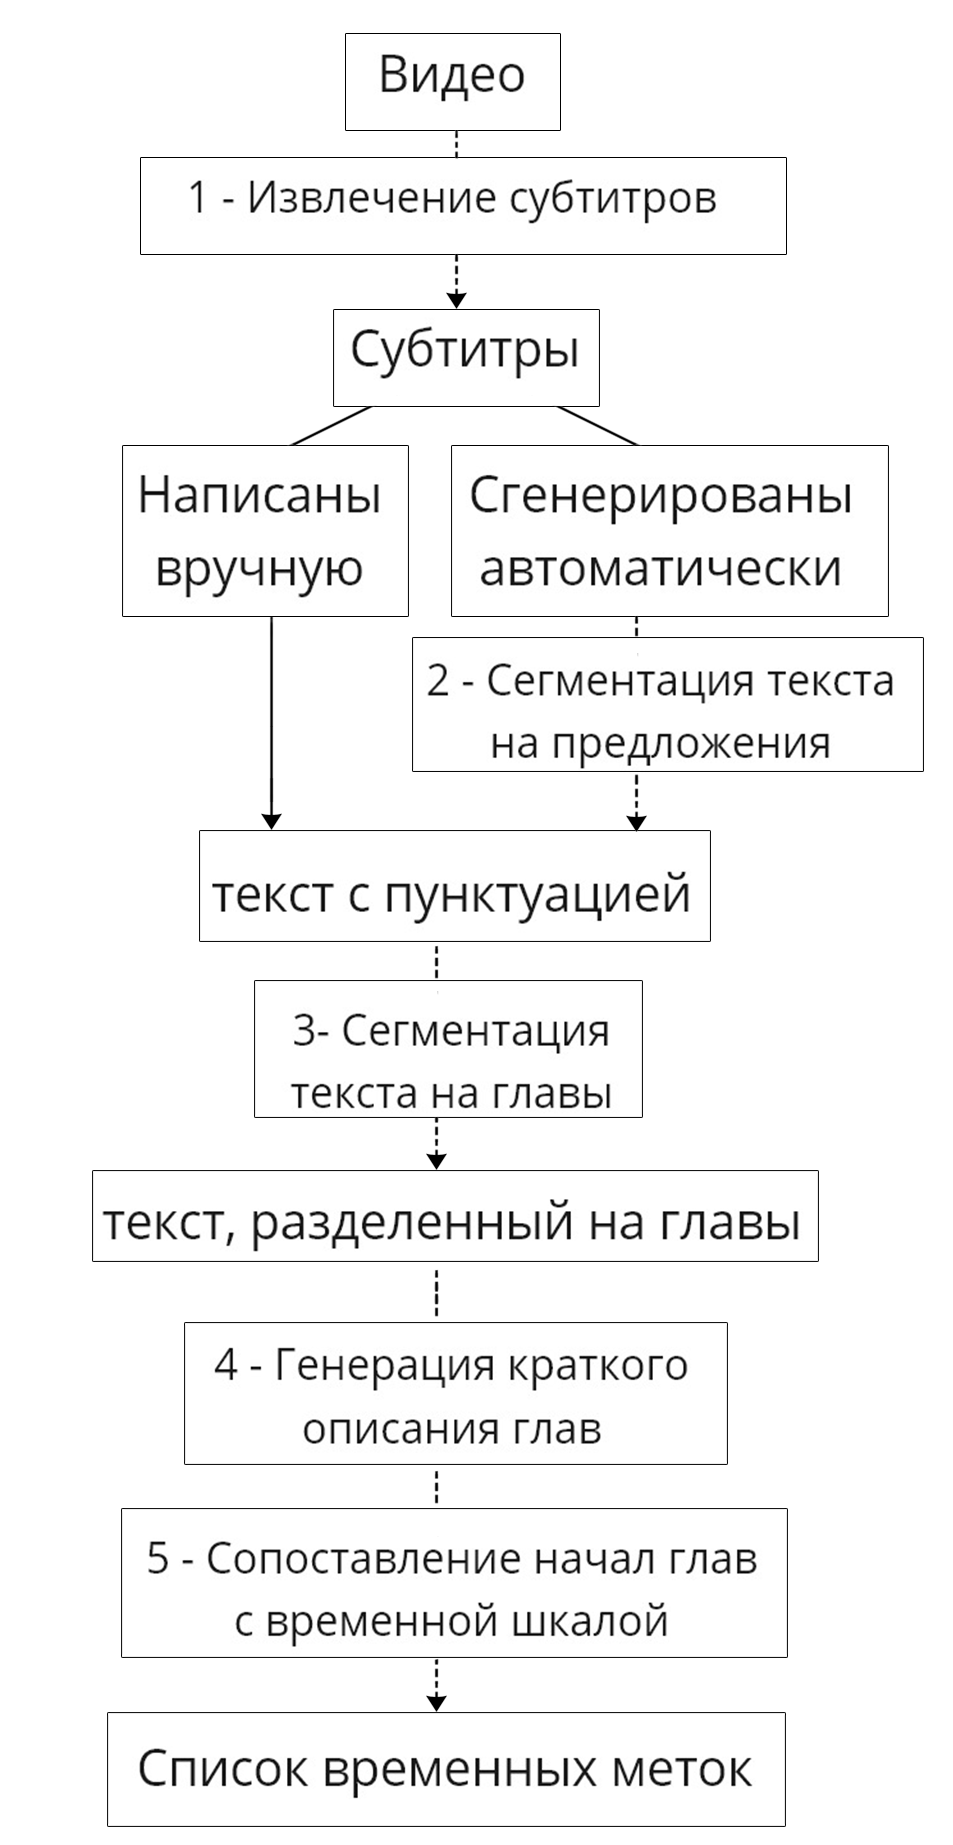 Видео
1 - Извлечение субтитров
Субтитры
Написаны
вручную
Сгенерированы
автоматически
2 - Сегментация текста
на предложения
текст с пунктуацией
3- Сегментация
текста на главы
текст, разделенный на главы
4 - Генерация краткого
описания глав
5 - Сопоставление начал глав
с временной шкалой
Список временных меток